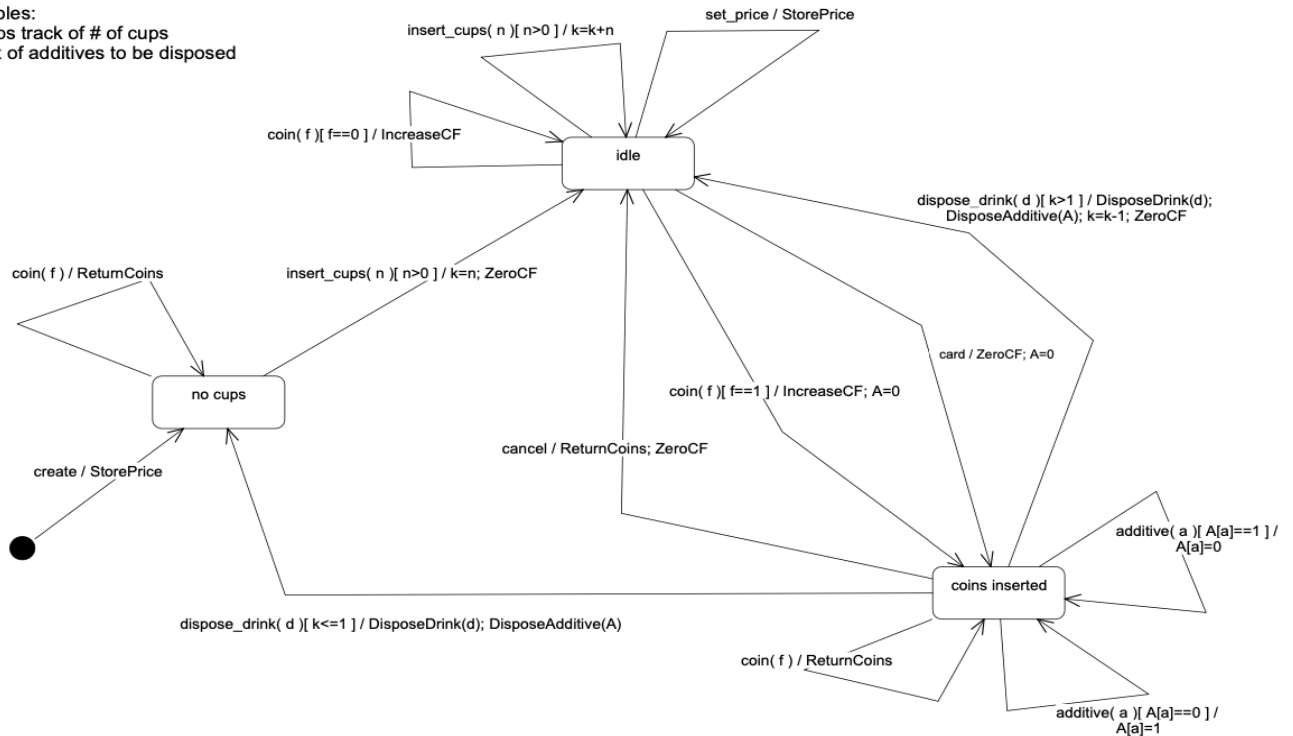 set_price / StorePrice
insert_cups( n )[ n>0 ] / k=k+n
track of # of cups
of additives to be disposed
coin( f )[ f==0 ] / IncreaseCF
idle
dispose_drink( d )[ k>1 ] / DisposeDrink(d);
DisposeAdditive(A); k=k-1; ZeroCF
coin( f ) / ReturnCoins
insert_cups( n )[ n>0 ] / k=n; ZeroCF
card / ZeroCF; A=0
no cups
coin( f )[ f==1 ] / IncreaseCF; A=0
cancel / ReturnCoins; ZeroCF
create / StorePrice
additive( a )[ A[a]==1 ] /
A[a]=0
coins inserted
dispose_drink( d )[ k<=1 ] / DisposeDrink(d); DisposeAdditive(A)
coin( f ) / ReturnCoins
additive( a )[ A[a]==0 ] /
A[a]=1